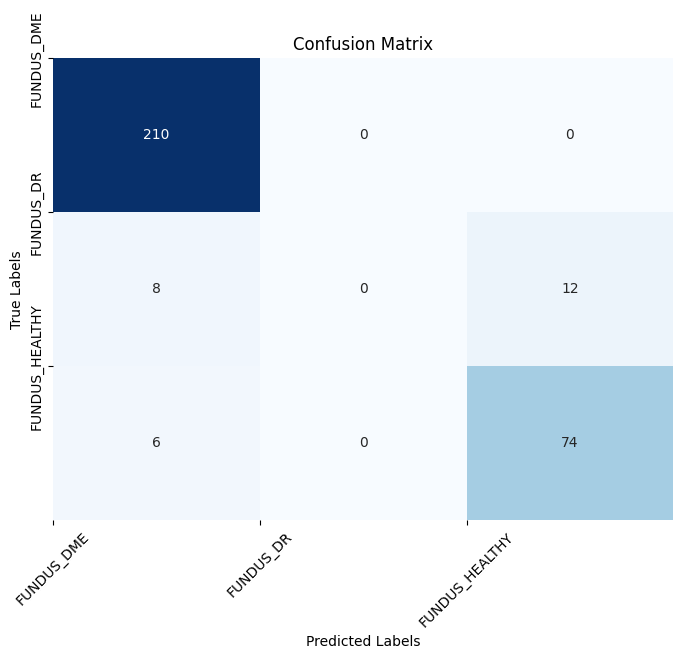 Confusion Matrix
True Labels
FUNDUS_DME
210 0 0
FUNDUS_DR
8 0 12
FUNDUS_HEALTHY
6 0 74
FUNDUS_DME FUNDUS_DR FUNDUS_HEALTHY
Predicted Labels